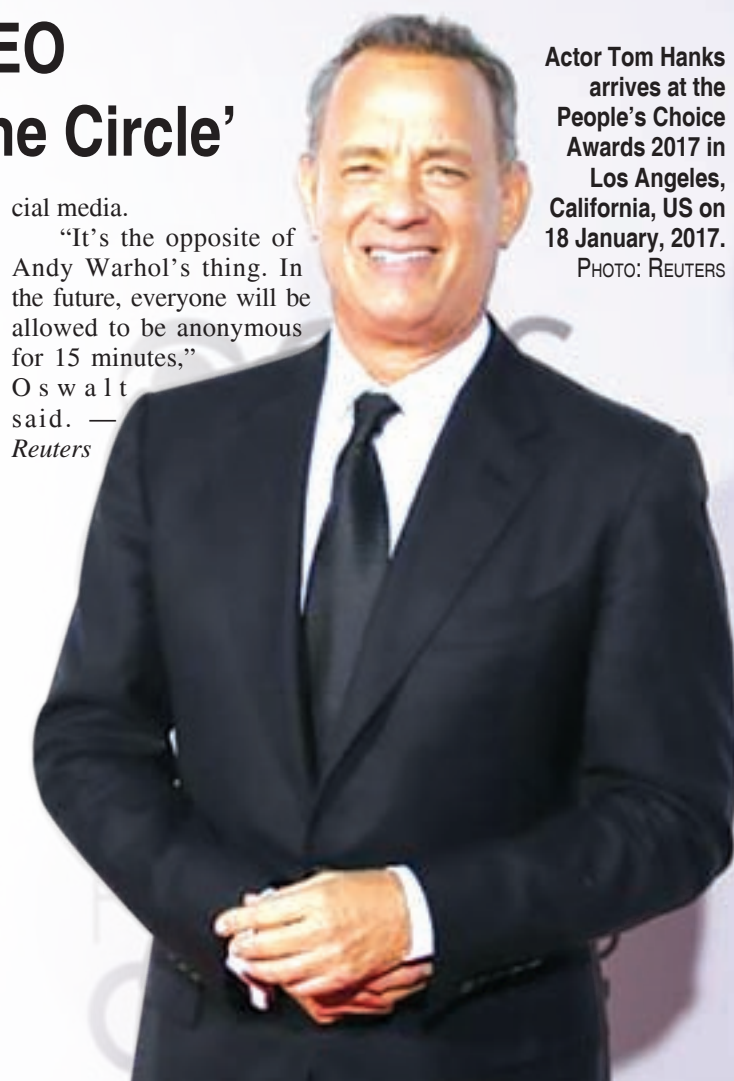 EO
ne Circle’
cial media.
“It’s the opposite of
Andy Warhol’s thing. In
the future, everyone will be
allowed to be anonymous
for 15 minutes,”
Oswalt
said. —
Reuters
Actor Tom Hanks
arrives at the
People’s Choice
Awards 2017 in
Los Angeles,
California, US on
18 January, 2017.
PHOTO: REUTERS